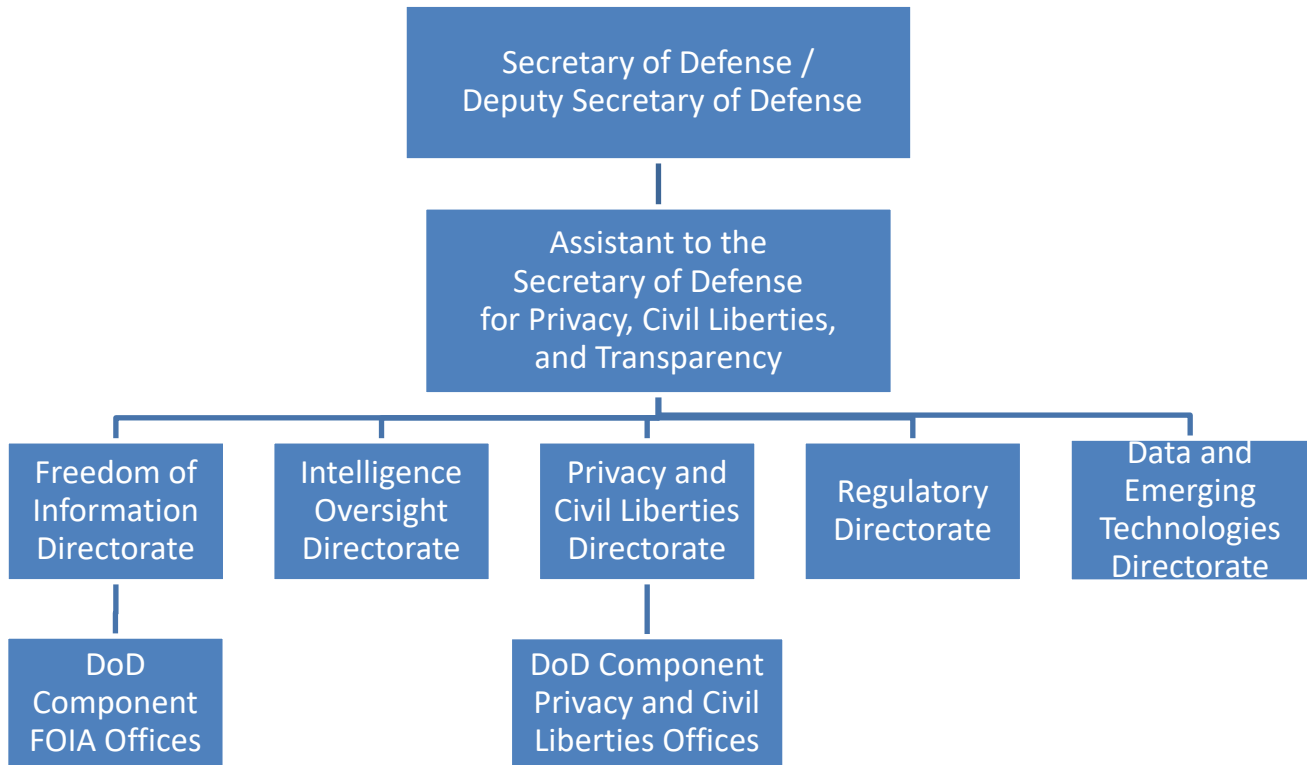 Secretary of Defense /
Deputy Secretary of Defense
Assistant to the
Secretary of Defense
for Privacy, Civil Liberties,
and Transparency
Freedom of
Information
Directorate
Intelligence
Oversight
Directorate
Privacy and
Civil Liberties
Directorate
Regulatory
Directorate
Data and
Emerging
Technologies
Directorate
DoD
Component
FOIA Offices
DoD Component
Privacy and Civil
Liberties Offices